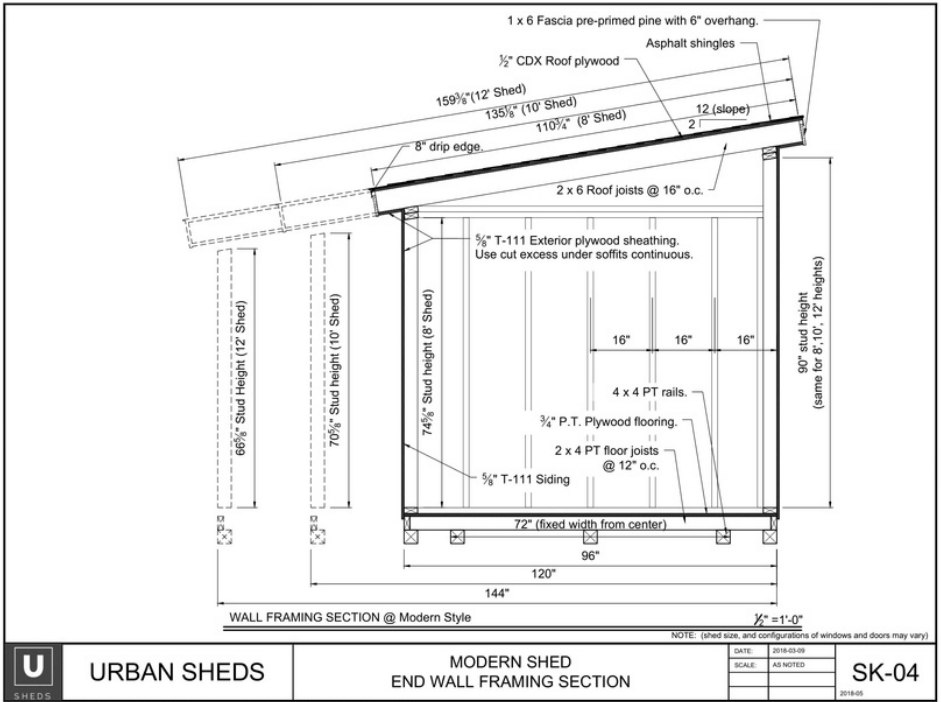 1 x 6 Fascia pre-primed pine with 6" overhang.
Asphalt shingles
½" CDX Roof plywood
159⅜"(12' Shed)
135⅛" (10' Shed)
110¾" (8' Shed)
12 (slope)
2
8" drip edge.
2 x 6 Roof joists @ 16" o.c.
⅝" T-111 Exterior plywood sheathing.
Use cut excess under soffits continuous.
66⅝" Stud Height (12' Shed)
70⅝" Stud height (10' Shed)
74⅝" Stud height (8' Shed)
16"
16"
16"
90" stud height
(same for 8',10', 12' heights)
4 x 4 PT rails.
¾" P.T. Plywood flooring.
2 x 4 PT floor joists
@ 12" o.c.
⅝" T-111 Siding
72" (fixed width from center)
96"
120"
144"
WALL FRAMING SECTION @ Modern Style
½" =1'-0"
NOTE: (shed size, and configurations of windows and doors may vary)
U
SHEDS
URBAN SHEDS
MODERN SHED
END WALL FRAMING SECTION
DATE: 2018-03-09
SCALE: AS NOTED
SK-04
2018-05